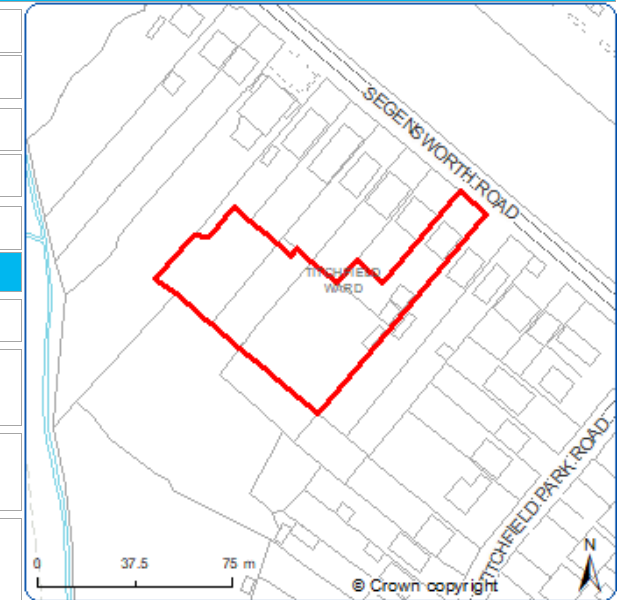 SEGENSWORTH ROAD
TITCHFIELD
WARD
TITCHFIELD PARK ROAD
0 37.5 75 m
N
© Crown copyright